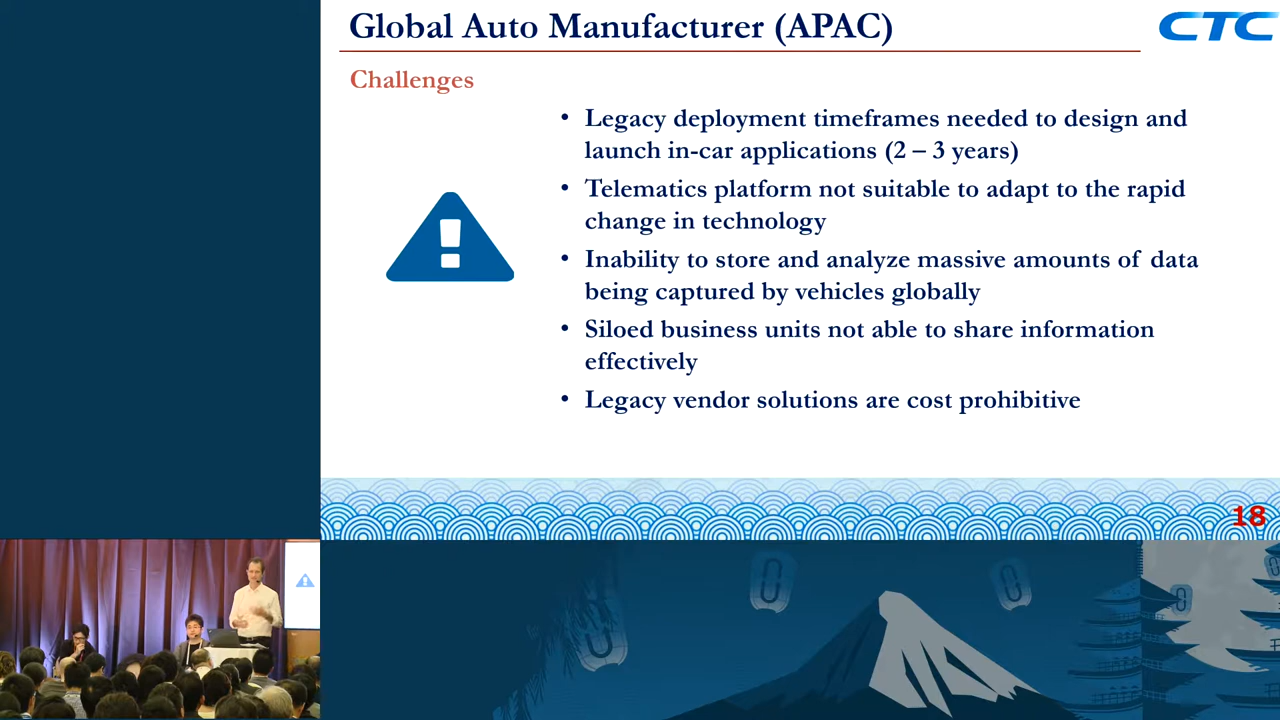 Global Auto Manufacturer (APAC)
CTC
Challenges
• Legacy deployment timeframes needed to design and
launch in-car applications (2 – 3 years)
• Telematics platform not suitable to adapt to the rapid
change in technology
• Inability to store and analyze massive amounts of data
being captured by vehicles globally
• Siloed business units not able to share information
effectively
• Legacy vendor solutions are cost prohibitive
18